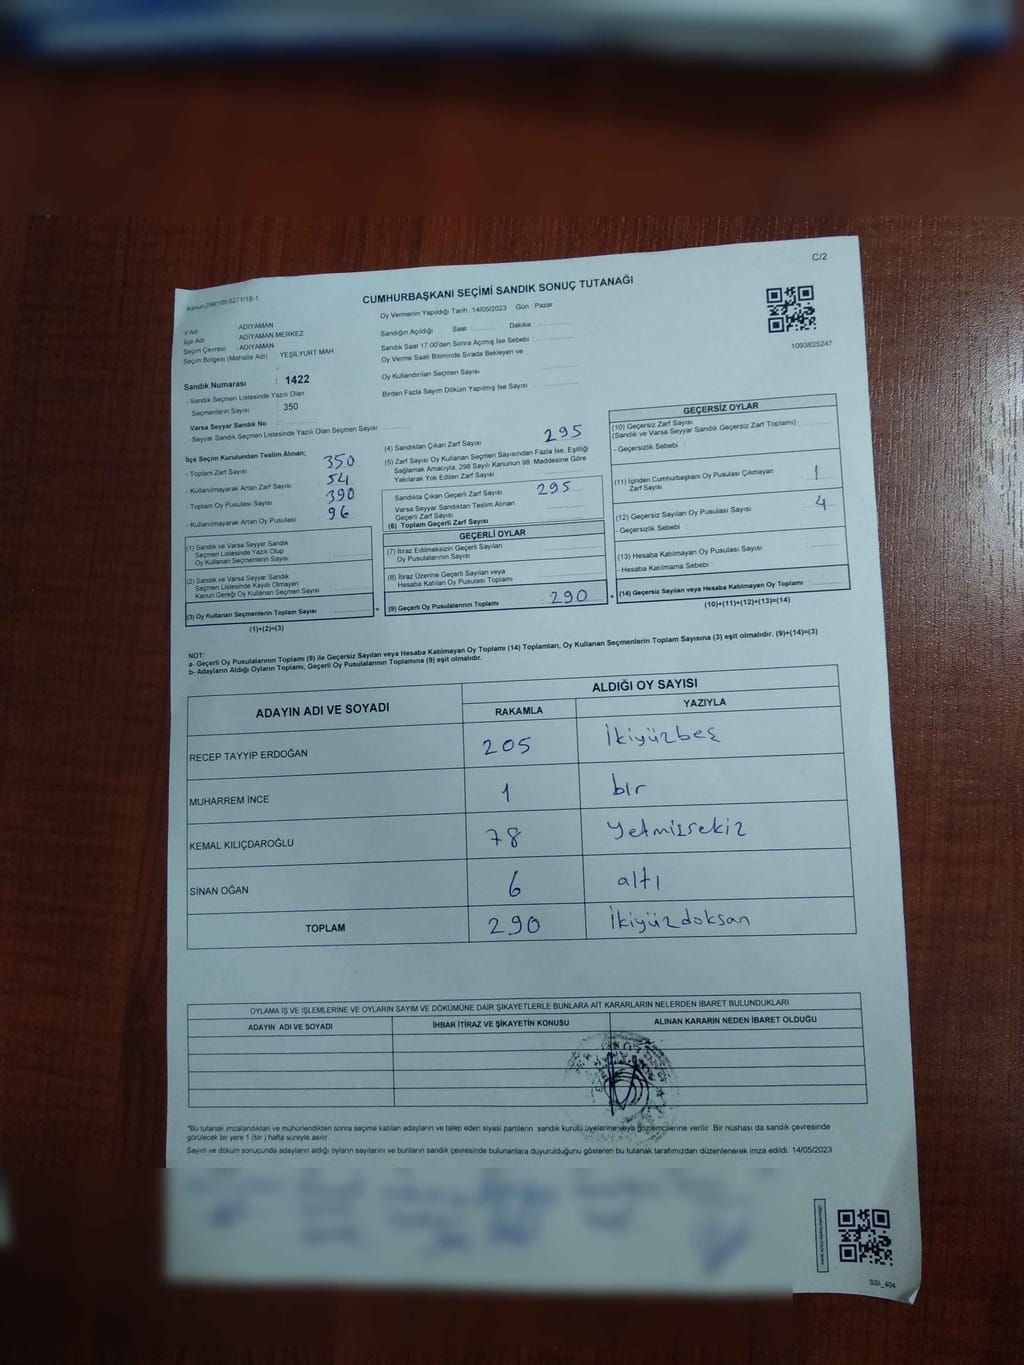 C/2
Kanun:298/105,6271/18-1
CUMHURBAŞKANI SEÇİMİ SANDIK SONUÇ TUTANAĞI
İl Adı ADIYAMAN
İlçe Adı ADIYAMAN MERKEZ
Seçim Çevresi : ADIYAMAN
Seçim Bölgesi (Mahalle Adı) YEŞİLYURT MAH.
Oy Vermenin Yapıldığı Tarih :14/05/2023 Gün : Pazar
Sandığın Açıldığı Saat : Dakika :
Sandık Saat 17:00'den Sonra Açılmış İse Sebebi :
Oy Verme Saati Bitiminde Sırada Bekleyen ve
Oy Kullandırılan Seçmen Sayısı :
Birden Fazla Sayım Döküm Yapılmış İse Sayısı :
1093825247
Sandık Numarası : 1422
- Sandık Seçmen Listesinde Yazılı Olan
Seçmenlerin Sayısı : 350
Varsa Seyyar Sandık No :
- Seyyar Sandık Seçmen Listesinde Yazılı Olan Seçmen Sayısı :
İlçe Seçim Kurulundan Teslim Alınan;
- Toplam Zarf Sayısı 350
- Kullanılmayarak Artan Zarf Sayısı 54
- Toplam Oy Pusulası Sayısı 390
- Kullanılmayarak Artan Oy Pusulası 96
(1) Sandık ve Varsa Seyyar Sandık
Seçmen Listesinde Yazılı Olup
Oy Kullanan Seçmenlerin Sayısı
(2) Sandık ve Varsa Seyyar Sandık
Seçmen Listesinde Kayıtlı Olmayan
Kanun Gereği Oy Kullanan Seçmen Sayısı
(3) Oy Kullanan Seçmenlerin Toplam Sayısı =
(1)+(2)=(3)
(4) Sandıktan Çıkan Zarf Sayısı 295
(5) Zarf Sayısı Oy Kullanan Seçmen Sayısından Fazla İse, Eşitliği
Sağlamak Amacıyla, 298 Sayılı Kanunun 98. Maddesine Göre
Yakılarak Yok Edilen Zarf Sayısı
Sandıkta Çıkan Geçerli Zarf Sayısı 295
Varsa Seyyar Sandıktan Teslim Alınan
Geçerli Zarf Sayısı
(6) Toplam Geçerli Zarf Sayısı
GEÇERLİ OYLAR
(7) İtiraz Edilmeksizin Geçerli Sayılan
Oy Pusulalarının Sayısı
(8) İtiraz Üzerine Geçerli Sayılan veya
Hesaba Katılan Oy Pusulası Toplamı
(9) Geçerli Oy Pusulalarının Toplamı 290 +
GEÇERSİZ OYLAR
(10) Geçersiz Zarf Sayısı
(Sandık ve Varsa Seyyar Sandık Geçersiz Zarf Toplamı) :
- Geçersizlik Sebebi
(11) İçinden Cumhurbaşkanı Oy Pusulası Çıkmayan
Zarf Sayısı 1
(12) Geçersiz Sayılan Oy Pusulası Sayısı 4
- Geçersizlik Sebebi :
(13) Hesaba Katılmayan Oy Pusulası Sayısı
- Hesaba Katılmama Sebebi :
(14) Geçersiz Sayılan veya Hesaba Katılmayan Oy Toplamı
(10)+(11)+(12)+(13)=(14)
NOT:
a- Geçerli Oy Pusulalarının Toplamı (9) ile Geçersiz Sayılan veya Hesaba Katılmayan Oy Toplamı (14) Toplamları, Oy Kullanan Seçmenlerin Toplam Sayısına (3) eşit olmalıdır. (9)+(14)=(3)
b- Adayların Aldığı Oyların Toplamı, Geçerli Oy Pusulalarının Toplamına (9) eşit olmalıdır.
ADAYIN ADI VE SOYADI ALDIĞI OY SAYISI
RAKAMLA YAZIYLA
RECEP TAYYİP ERDOĞAN 205 İkiyüzbeş
MUHARREM İNCE 1 bir
KEMAL KILIÇDAROĞLU 78 Yetmişsekiz
SİNAN OĞAN 6 altı
TOPLAM 290 İkiyüzdoksan
OYLAMA İŞ VE İŞLEMLERİNE VE OYLARIN SAYIM VE DÖKÜMÜNE DAİR ŞİKAYETLERLE BUNLARA AİT KARARLARIN NELERDEN İBARET BULUNDUKLARI
ADAYIN ADI VE SOYADI İHBAR İTİRAZ VE ŞİKAYETİN KONUSU ALINAN KARARIN NEDEN İBARET OLDUĞU
*Bu tutanak imzalandıktan ve mühürlendikten sonra seçime katılan adayların ve talep eden siyasi partilerin sandık kurulu üyelerine veya gözlemcilerine verilir. Bir nüshası da sandık çevresinde
görülecek bir yere 1 (bir ) hafta süreyle asılır.
Sayım ve döküm sonucunda adayların aldığı oyların sayılarını ve bunların sandık çevresinde bulunanlara duyurulduğunu gösteren bu tutanak tarafımızdan düzenlenerek imza edildi. 14/05/2023
SSI_404